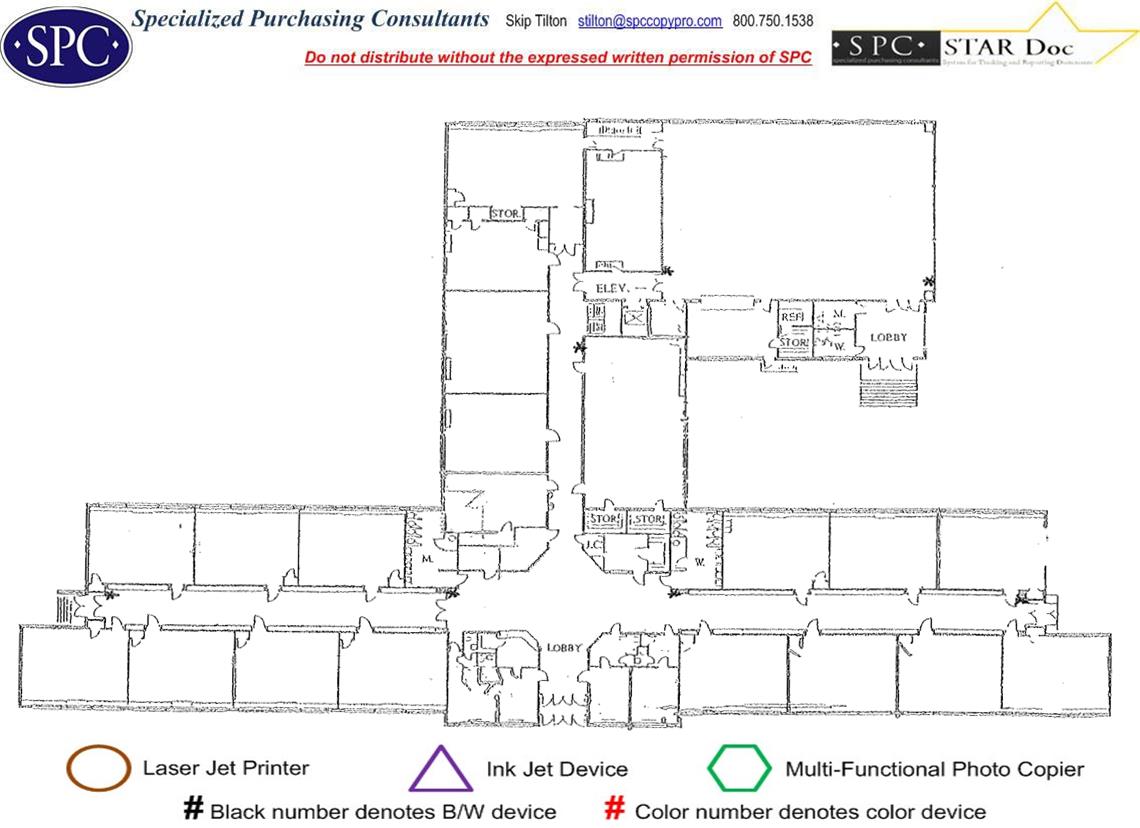 Specialized Purchasing Consultants Skip Tilton stilton@spccopypro.com 800.750.1538
·SPC·
Do not distribute without the expressed written permission of SPC
·SPC· STAR Doc
specialized purchasing consultants System for Tracking and Reporting Documents
STOR.
ELEV.
REF.
M.
STOR.
W.
LOBBY
STOR.
STOR.
J.C.
M.
W.
LOBBY
Laser Jet Printer
Ink Jet Device
Multi-Functional Photo Copier
# Black number denotes B/W device
# Color number denotes color device